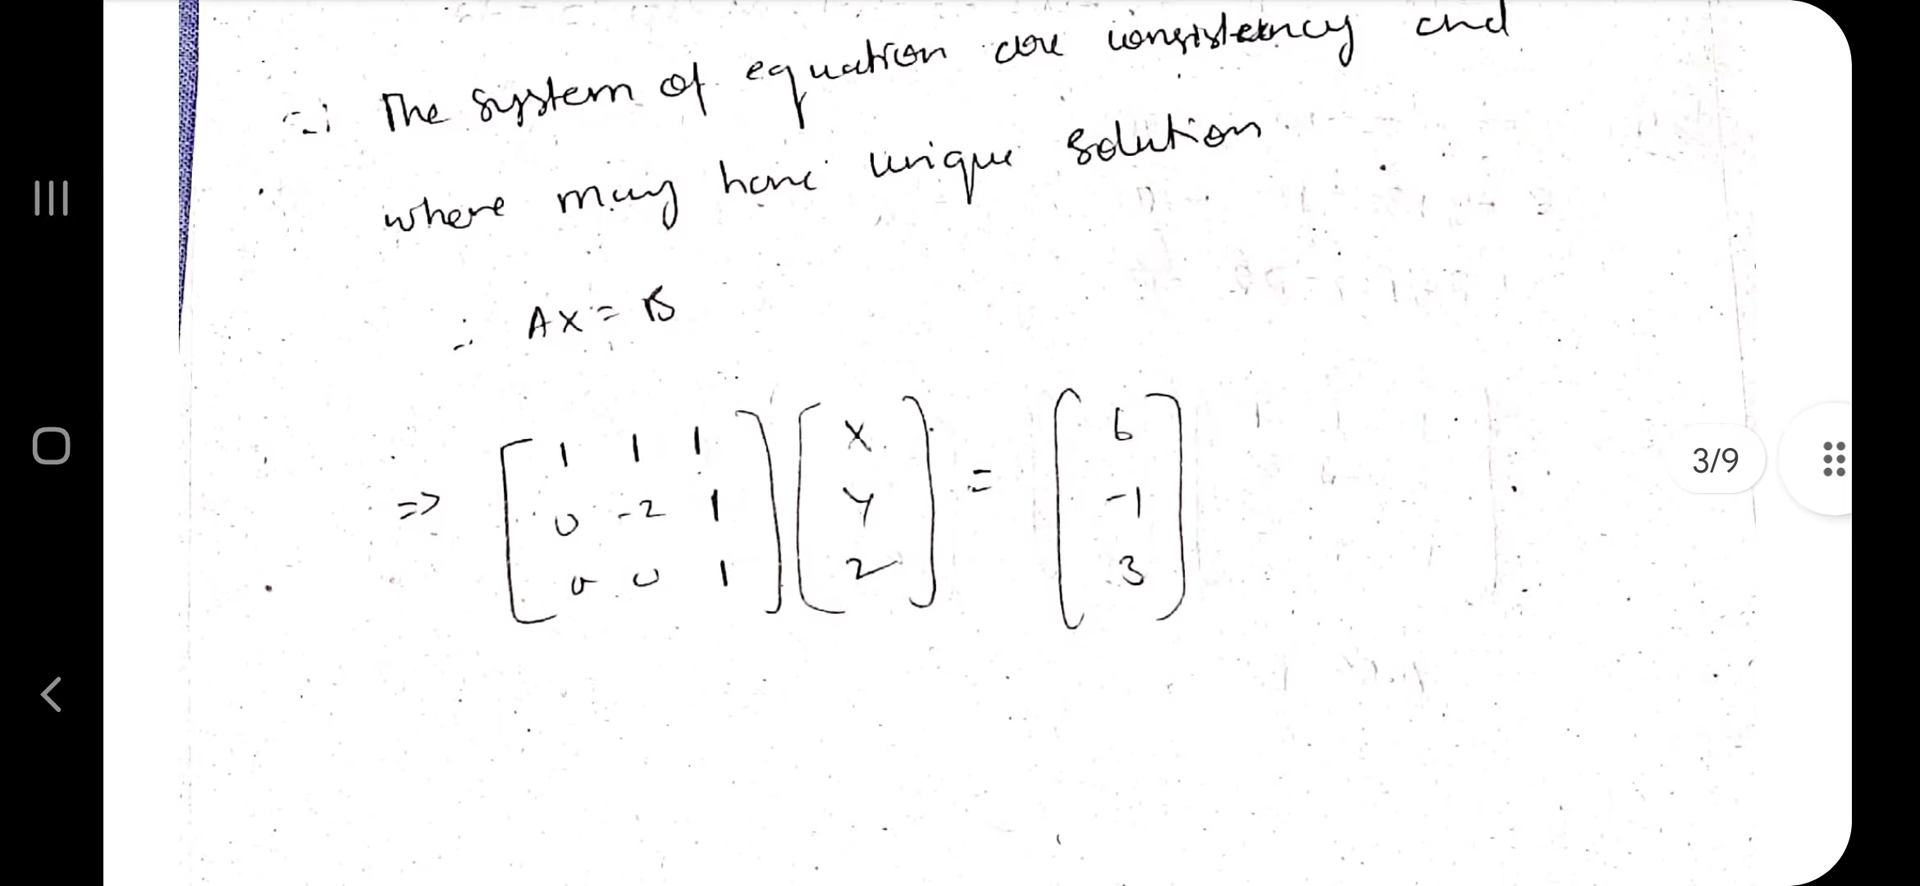 ∴ The system of equation are consistency and
where may have unique solution
∴ AX = B
=> [ 1 1 1 ] [ x ] = [ 6 ]
[ 0 -2 1 ] [ y ] [ -1 ]
[ 0 0 1 ] [ z ] [ 3 ]
3/9